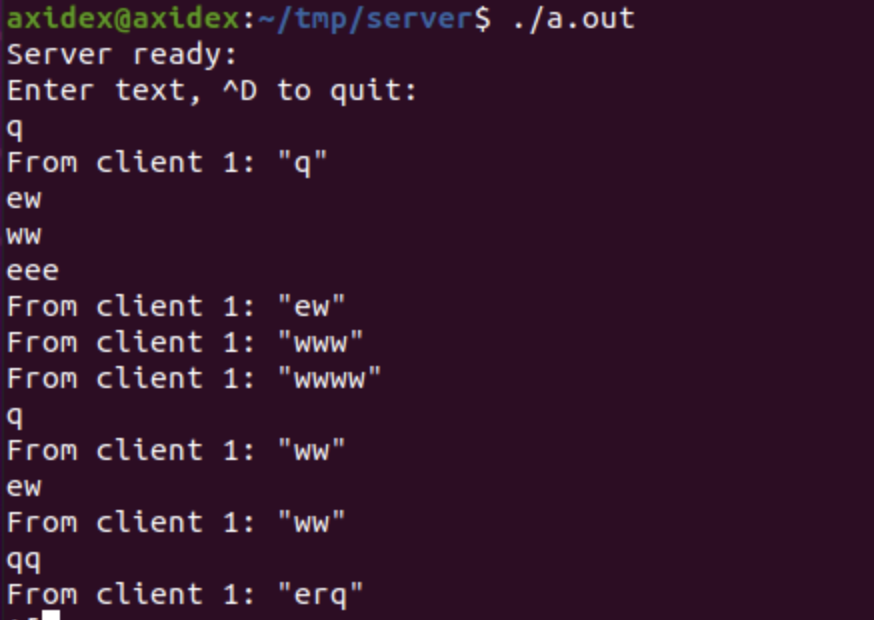 axidex@axidex:~/tmp/server$ ./a.out
Server ready:
Enter text, ^D to quit:
q
From client 1: "q"
ew
ww
eee
From client 1: "ew"
From client 1: "www"
From client 1: "wwww"
q
From client 1: "ww"
ew
From client 1: "ww"
qq
From client 1: "erq"